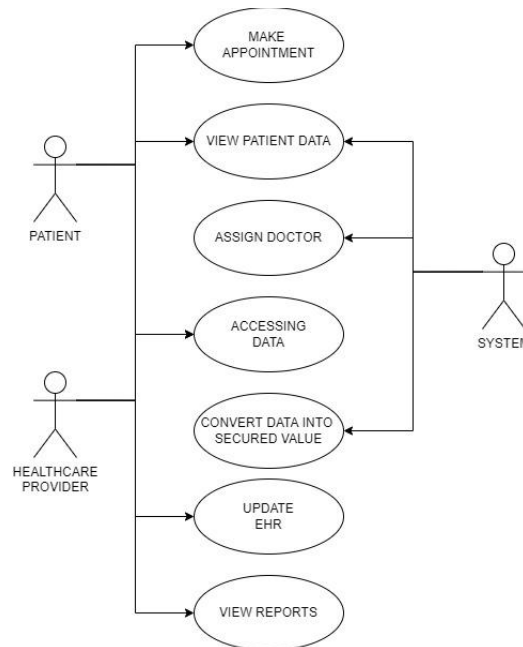 MAKE
APPOINTMENT
VIEW PATIENT DATA
PATIENT
ASSIGN DOCTOR
ACCESSING
DATA
SYSTEM
HEALTHCARE
PROVIDER
CONVERT DATA INTO
SECURED VALUE
UPDATE
EHR
VIEW REPORTS